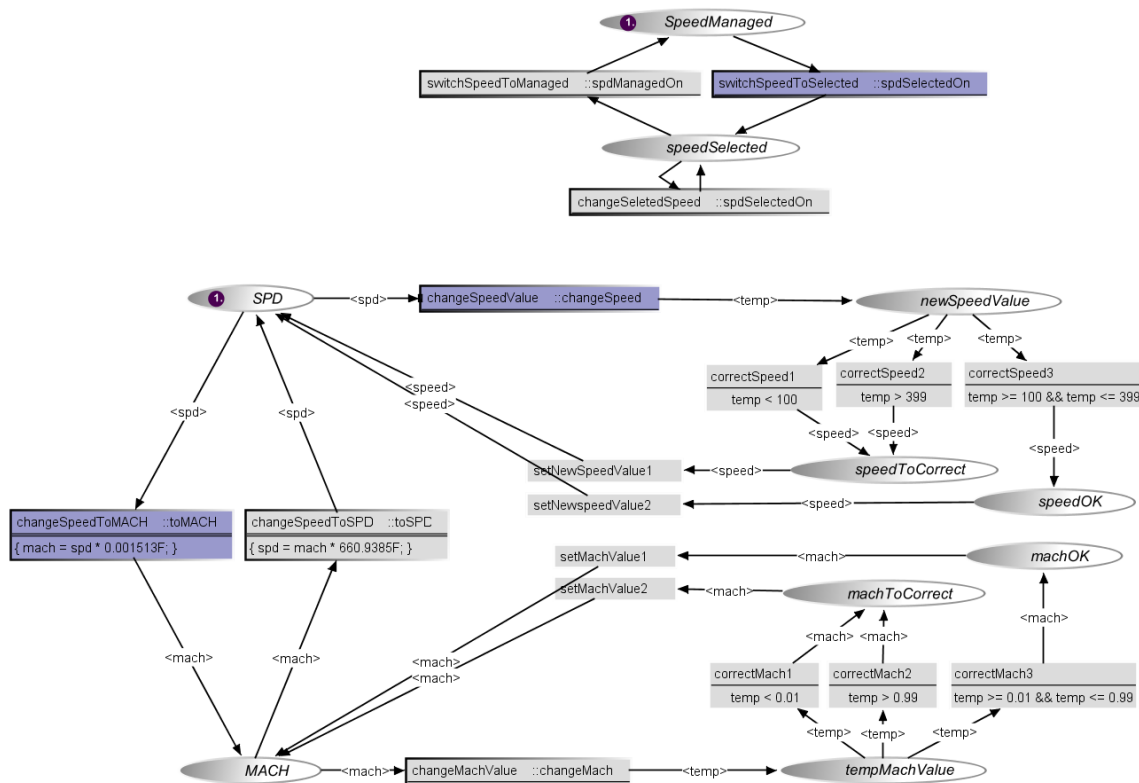 1. SpeedManaged
switchSpeedToManaged ::spdManagedOn
switchSpeedToSelected ::spdSelectedOn
speedSelected
changeSeletedSpeed ::spdSelectedOn
1. SPD
<spd>
changeSpeedValue ::changeSpeed
<temp>
newSpeedValue
<temp>
<temp>
<temp>
correctSpeed1
temp < 100
correctSpeed2
temp > 399
correctSpeed3
temp >= 100 && temp <= 399
<speed>
<speed>
<spd>
<spd>
<speed>
<speed>
<speed>
setNewSpeedValue1
<speed>
speedToCorrect
setNewspeedValue2
<speed>
speedOK
changeSpeedToMACH ::toMACH
{ mach = spd * 0.001513F; }
changeSpeedToSPD ::toSPD
{ spd = mach * 660.9385F; }
setMachValue1
<mach>
machOK
setMachValue2
<mach>
machToCorrect
<mach>
<mach>
<mach>
<mach>
<mach>
<mach>
<mach>
correctMach1
temp < 0.01
correctMach2
temp > 0.99
correctMach3
temp >= 0.01 && temp <= 0.99
<temp>
<temp>
<temp>
MACH
<mach>
changeMachValue ::changeMach
<temp>
tempMachValue